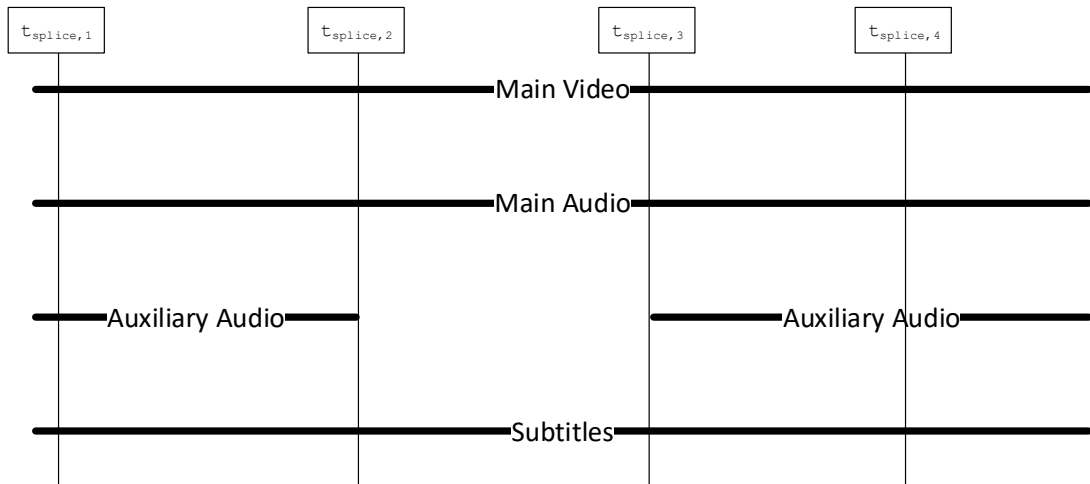 t_splice,1
t_splice,2
t_splice,3
t_splice,4
Main Video
Main Audio
Auxiliary Audio
Auxiliary Audio
Subtitles